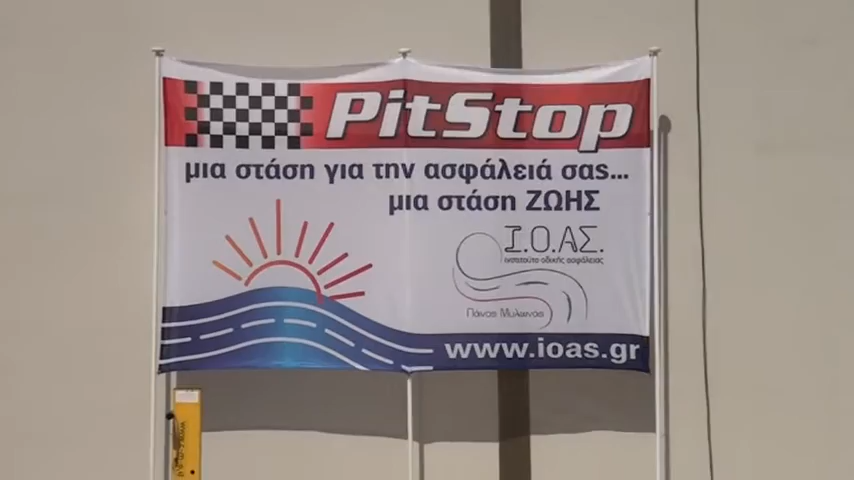 PitStop
μια στάση για την ασφάλειά σας...
μια στάση ΖΩΗΣ
Ι.Ο.ΑΣ.
ινστιτούτο οδικής ασφάλειας
Πάνος Μυλωνάς
www.ioas.gr